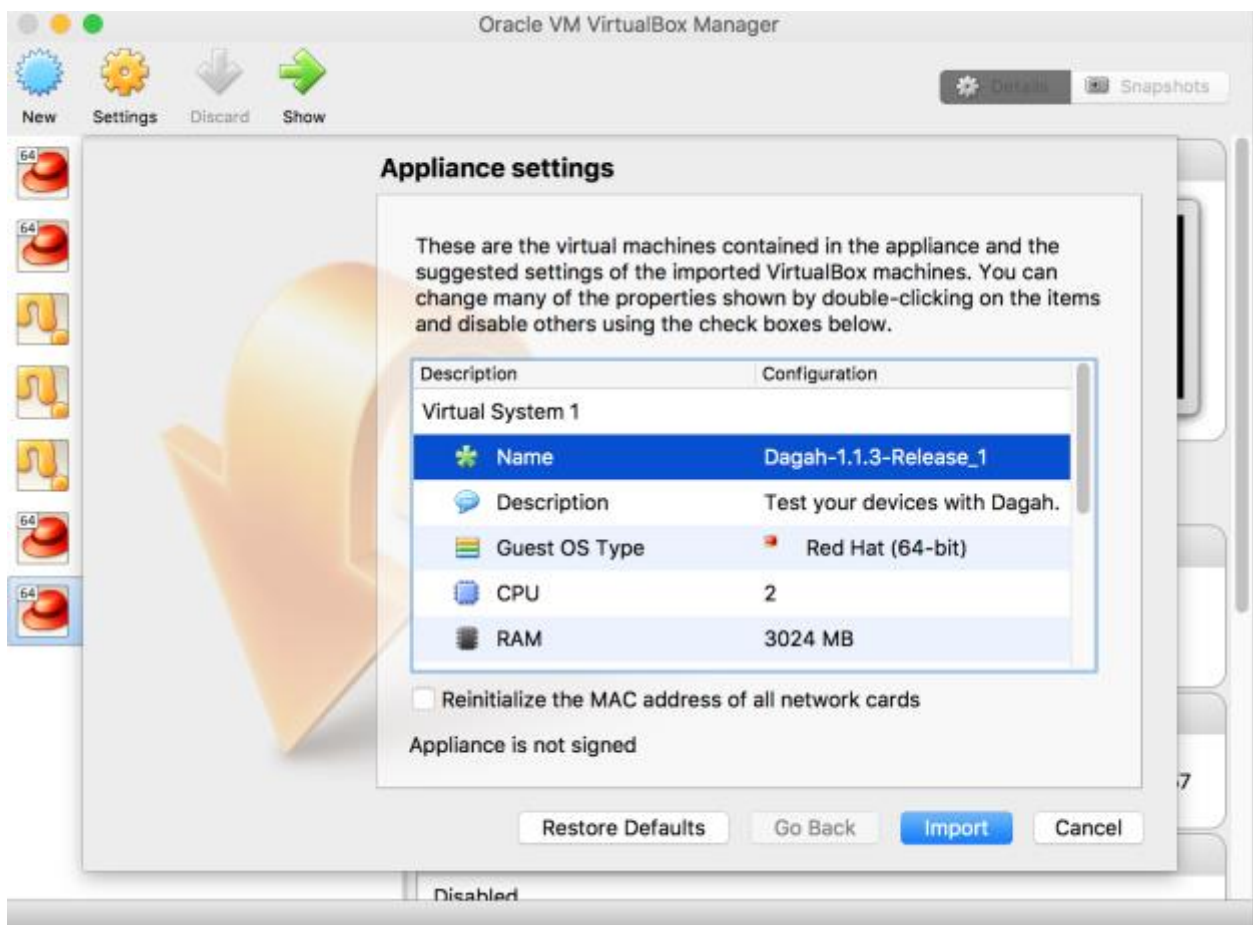 Oracle VM VirtualBox Manager
New Settings Discard Show
Details Snapshots
64
64
64
64
Appliance settings
These are the virtual machines contained in the appliance and the
suggested settings of the imported VirtualBox machines. You can
change many of the properties shown by double-clicking on the items
and disable others using the check boxes below.
Description Configuration
Virtual System 1
Name Dagah-1.1.3-Release_1
Description Test your devices with Dagah.
Guest OS Type Red Hat (64-bit)
CPU 2
RAM 3024 MB
Reinitialize the MAC address of all network cards
Appliance is not signed
Restore Defaults Go Back Import Cancel
Disabled